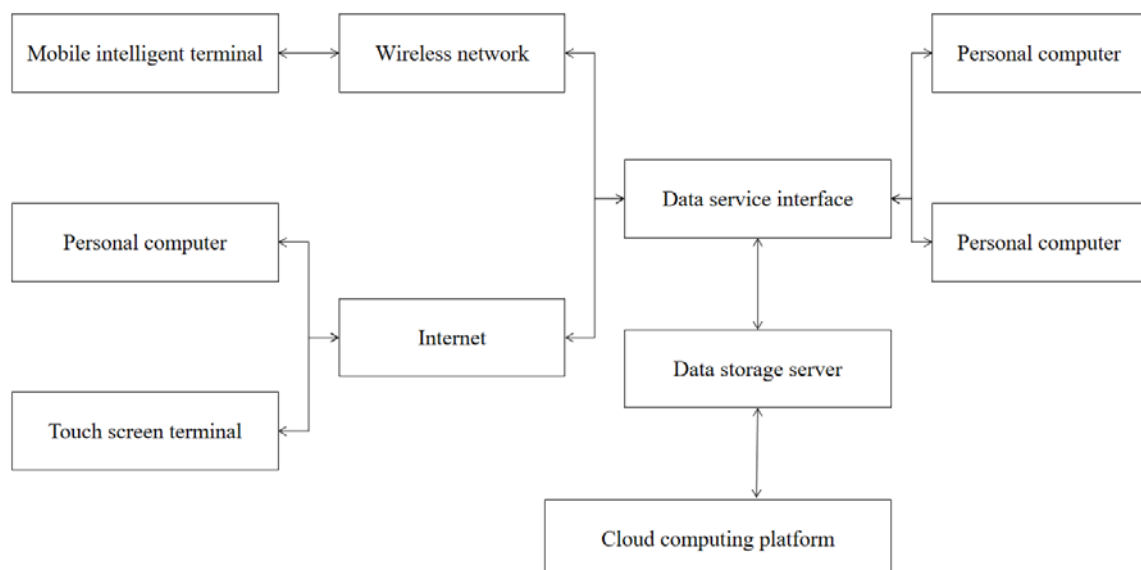 Mobile intelligent terminal
Wireless network
Personal computer
Data service interface
Personal computer
Personal computer
Internet
Data storage server
Touch screen terminal
Cloud computing platform